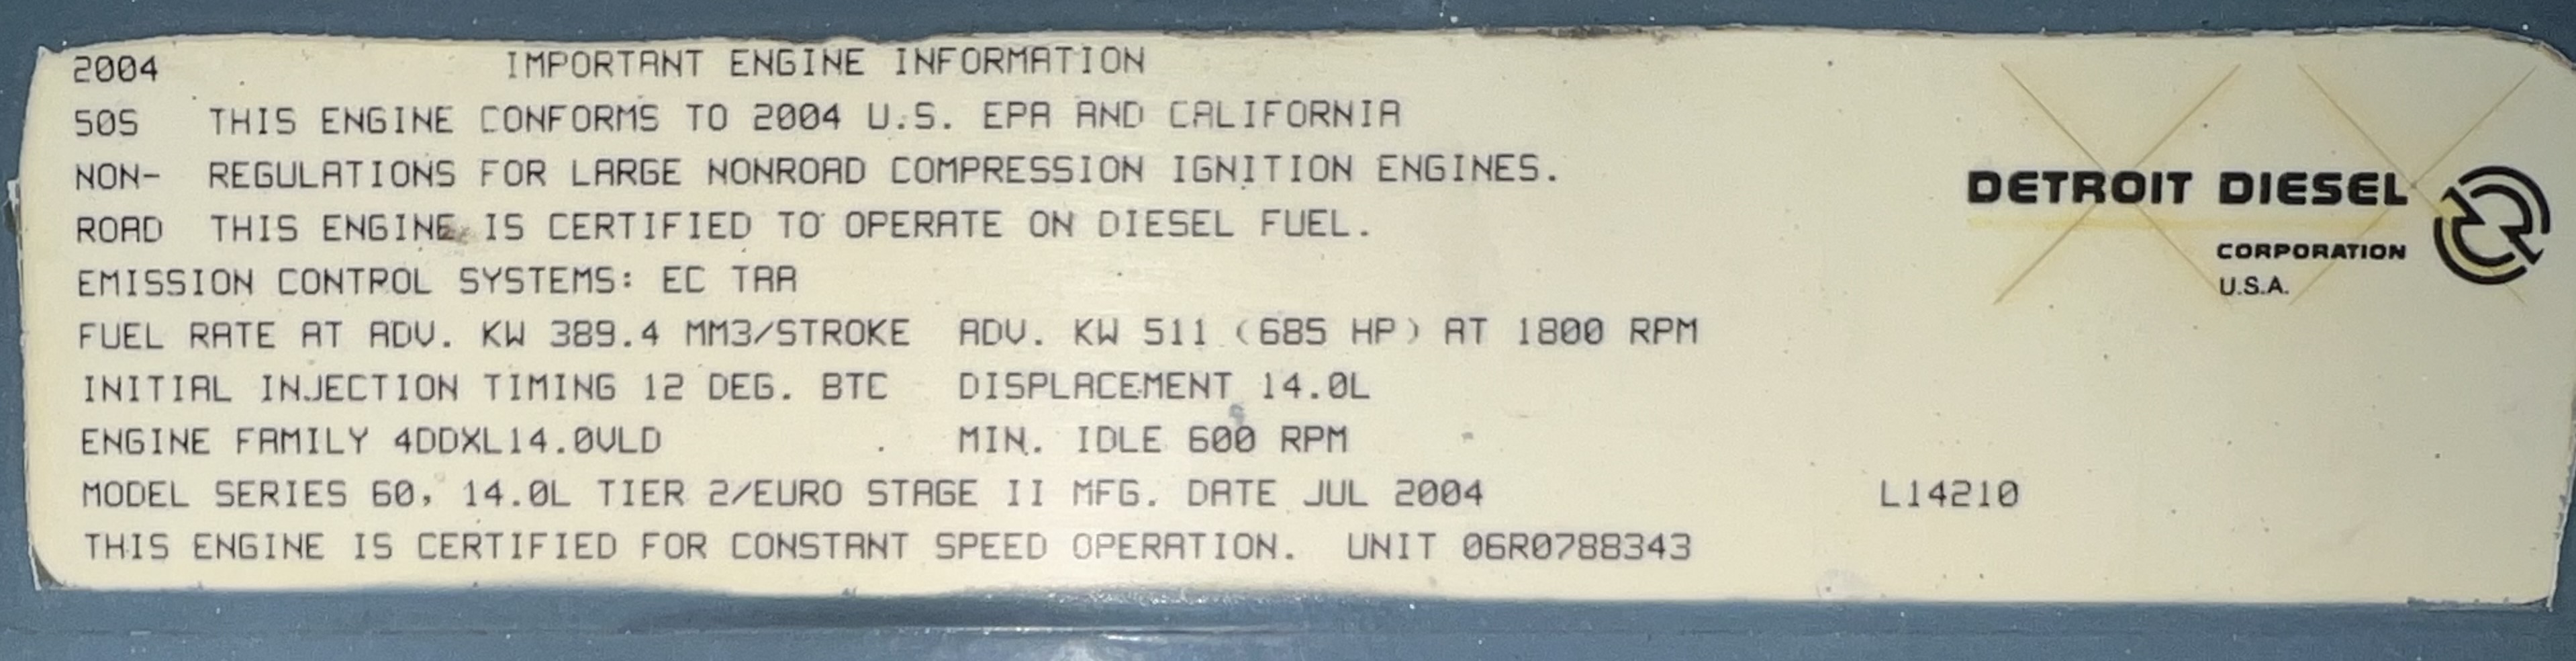 2004 IMPORTANT ENGINE INFORMATION
50S THIS ENGINE CONFORMS TO 2004 U.S. EPA AND CALIFORNIA
NON- REGULATIONS FOR LARGE NONROAD COMPRESSION IGNITION ENGINES.
ROAD THIS ENGINE IS CERTIFIED TO OPERATE ON DIESEL FUEL.
EMISSION CONTROL SYSTEMS: EC TAA
FUEL RATE AT ADV. KW 389.4 MM3/STROKE ADV. KW 511 (685 HP) AT 1800 RPM
INITIAL INJECTION TIMING 12 DEG. BTC DISPLACEMENT 14.0L
ENGINE FAMILY 4DDXL14.0VLD MIN. IDLE 600 RPM
MODEL SERIES 60, 14.0L TIER 2/EURO STAGE II MFG. DATE JUL 2004 L14210
THIS ENGINE IS CERTIFIED FOR CONSTANT SPEED OPERATION. UNIT 06R0788343
DETROIT DIESEL
CORPORATION
U.S.A.